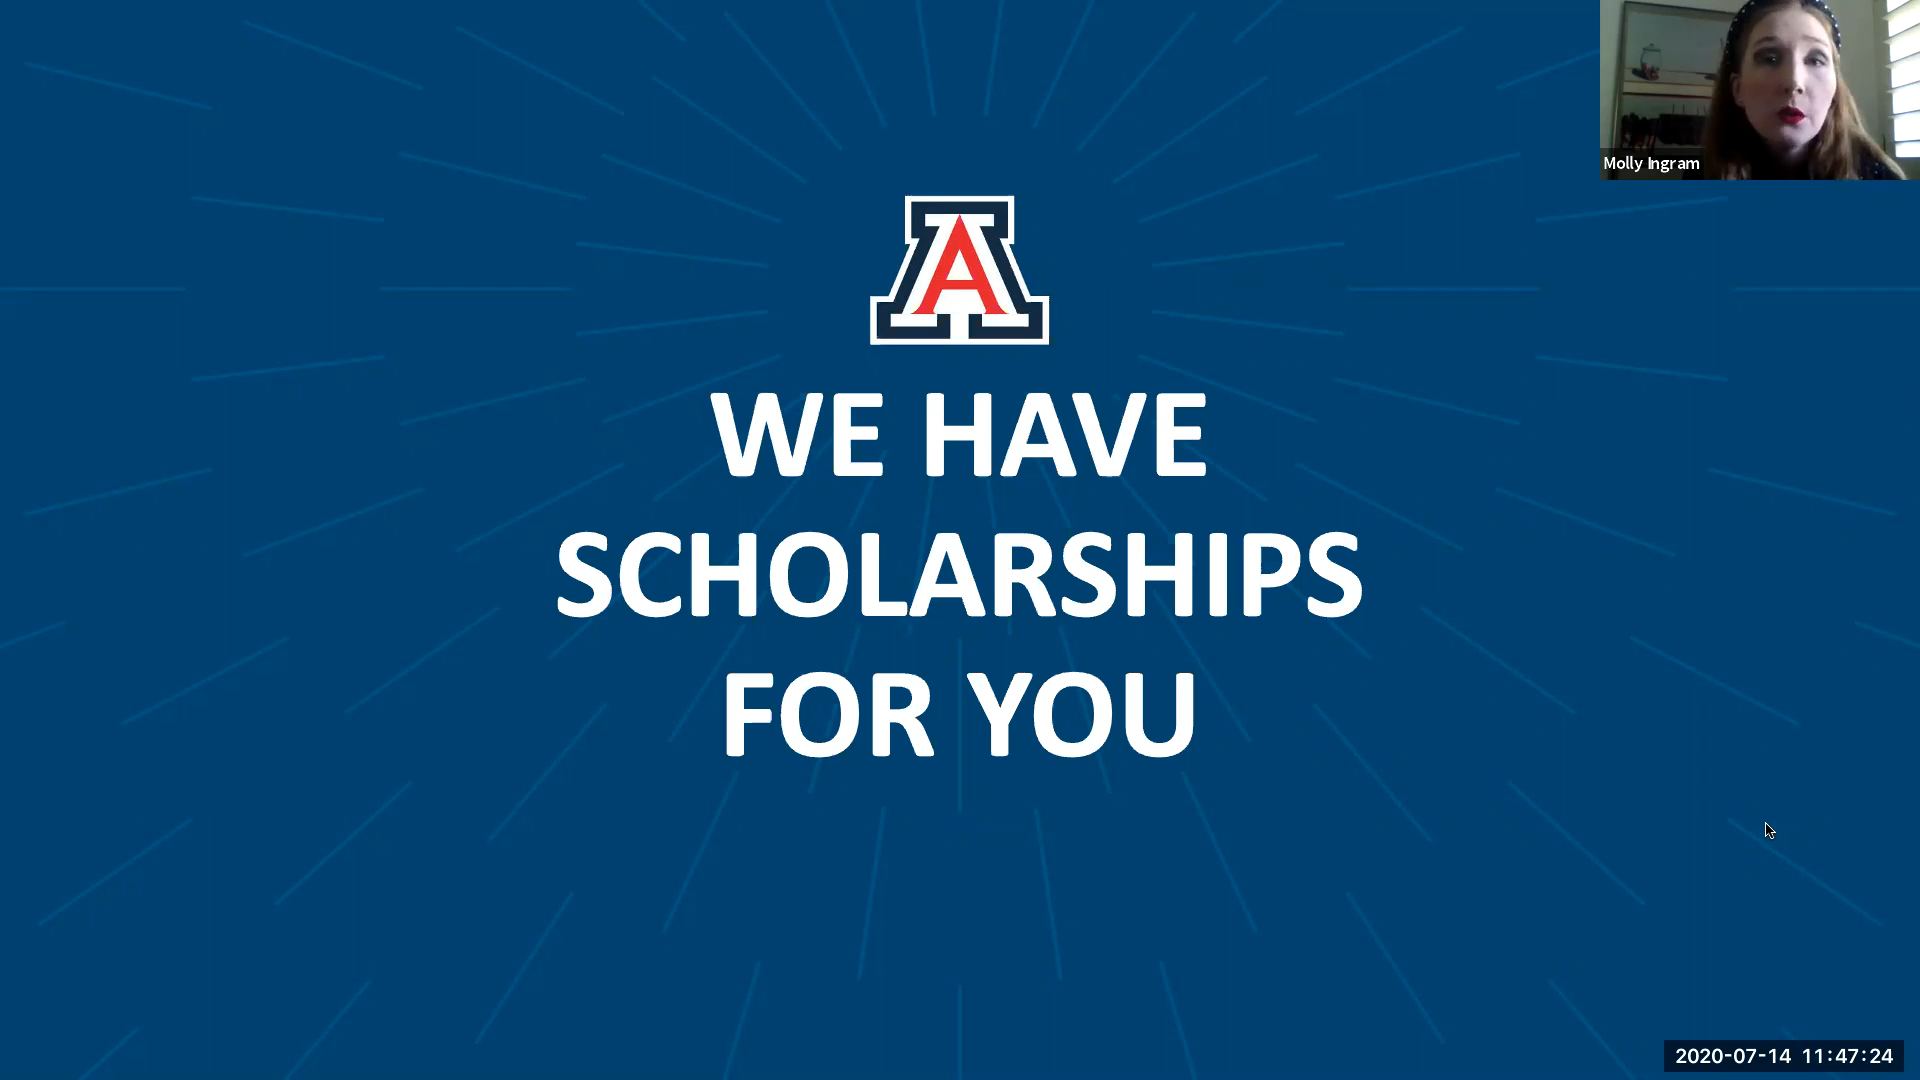 Molly Ingram
A
WE HAVE
SCHOLARSHIPS
FOR YOU
2020-07-14 11:47:24